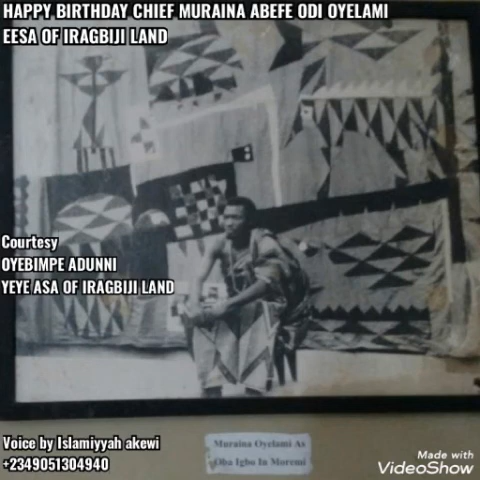 HAPPY BIRTHDAY CHIEF MURAINA ABEFE ODI OYELAMI
EESA OF IRAGBIJI LAND
Courtesy
OYEBIMPE ADUNNI
YEYE ASA OF IRAGBIJI LAND
Voice by Islamiyyah akewi
+2349051304940
Muraina Oyelami As
Oba Igbo In Moremi
Made with
VideoShow